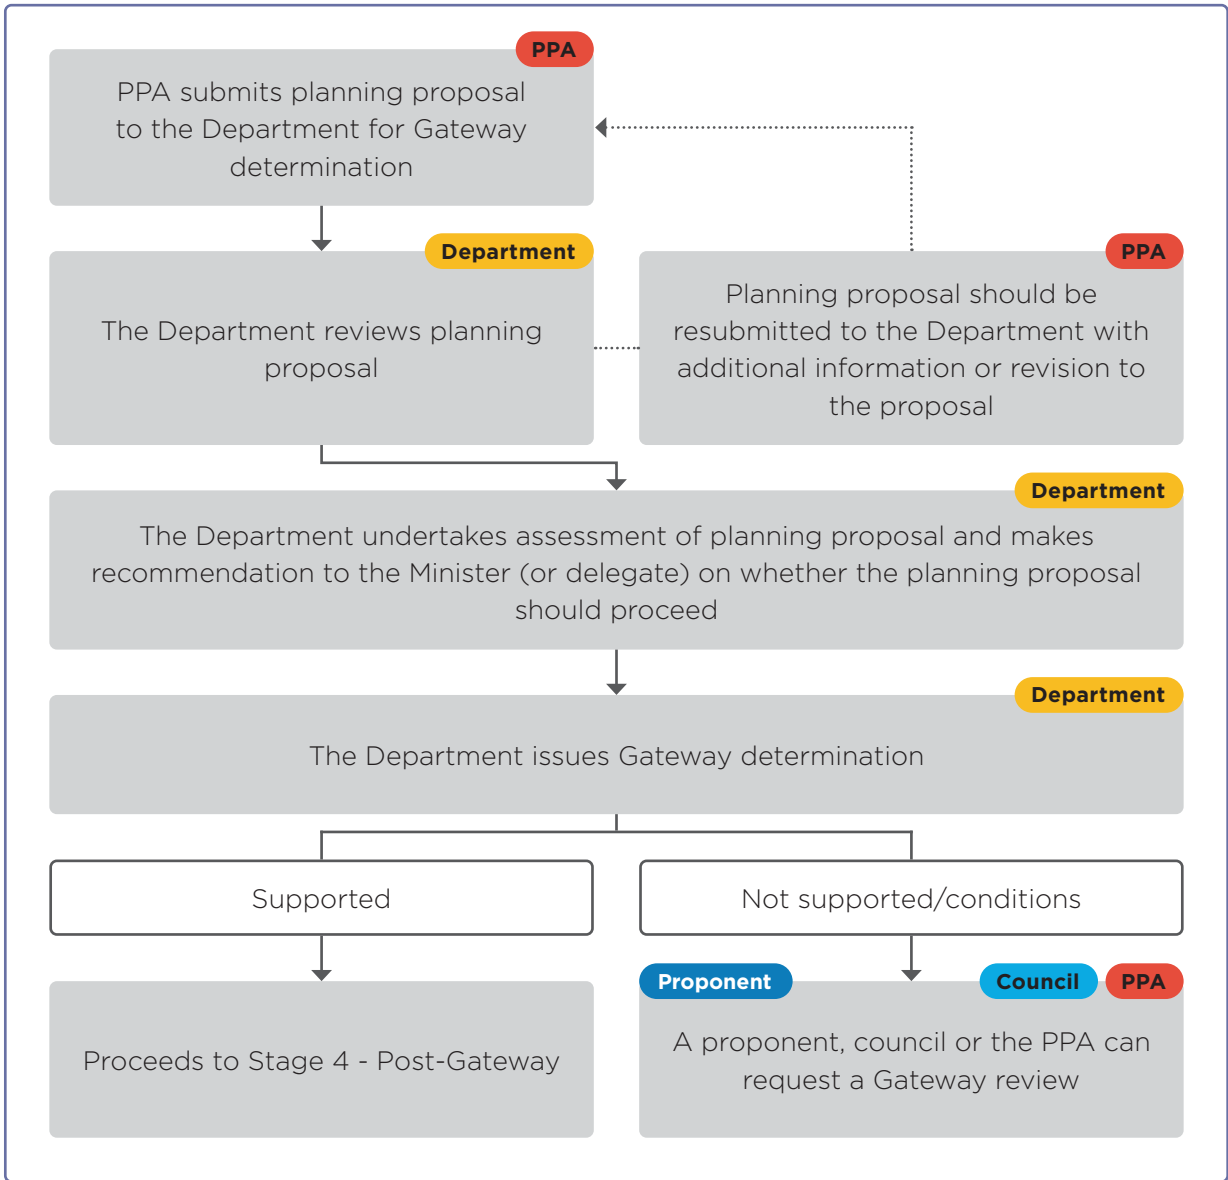 PPA
PPA submits planning proposal
to the Department for Gateway
determination
Department
The Department reviews planning
proposal
PPA
Planning proposal should be
resubmitted to the Department with
additional information or revision to
the proposal
Department
The Department undertakes assessment of planning proposal and makes
recommendation to the Minister (or delegate) on whether the planning proposal
should proceed
Department
The Department issues Gateway determination
Supported
Not supported/conditions
Proceeds to Stage 4 - Post-Gateway
Proponent
Council
PPA
A proponent, council or the PPA can
request a Gateway review